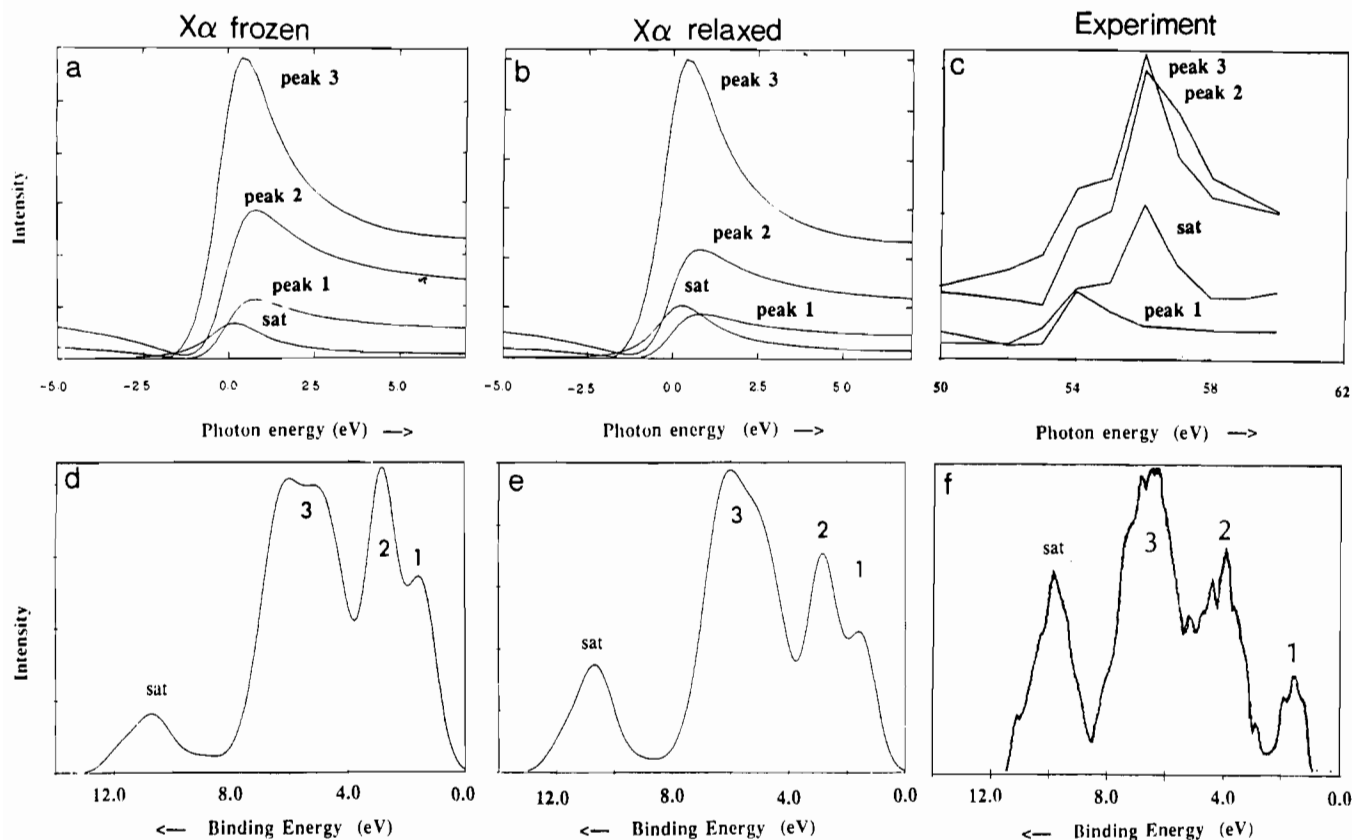 Xα frozen
Xα relaxed
Experiment
a
peak 3
peak 2
peak 1
sat
Intensity
-5.0 -2.5 0.0 2.5 5.0
Photon energy (eV) —>
b
peak 3
peak 2
sat
peak 1
-5.0 -2.5 0.0 2.5 5.0
Photon energy (eV) —>
c
peak 3
peak 2
sat
peak 1
50 54 58 62
Photon energy (eV) —>
d
3
2 1
sat
Intensity
12.0 8.0 4.0 0.0
<— Binding Energy (eV)
e
3
2
1
sat
12.0 8.0 4.0 0.0
<— Binding Energy (eV)
f
sat
3
2
1
12.0 8.0 4.0 0.0
<— Binding Energy (eV)